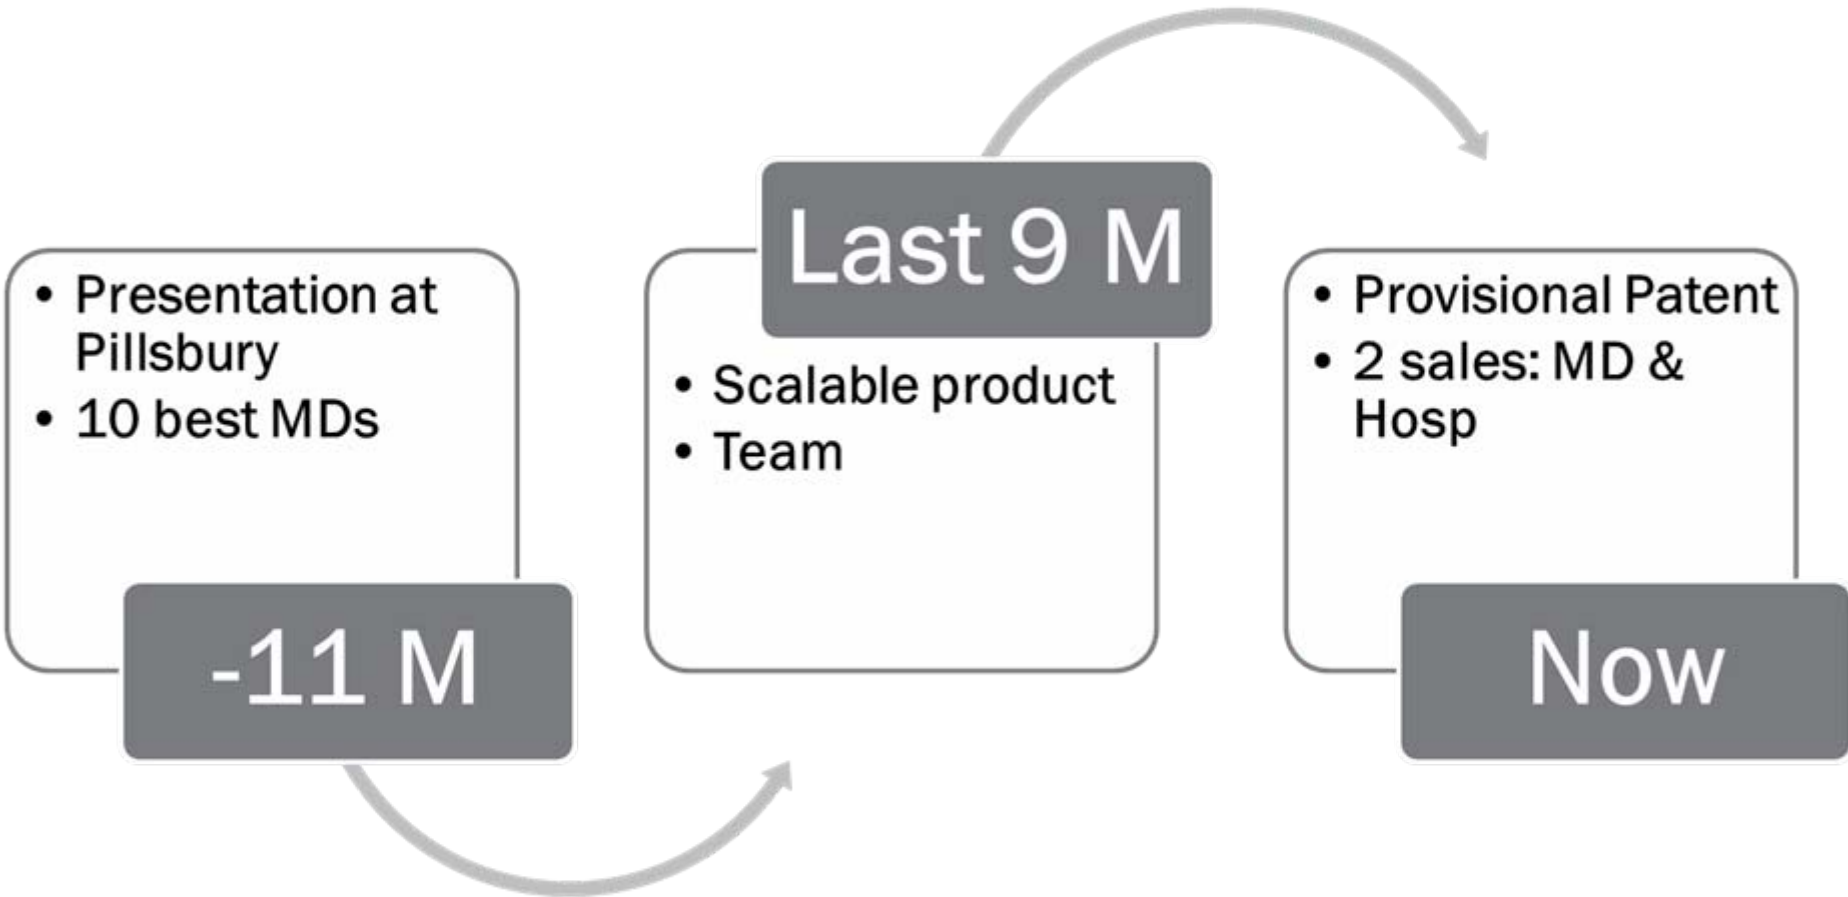 • Presentation at
Pillsbury
• 10 best MDs
-11 M
Last 9 M
• Scalable product
• Team
• Provisional Patent
• 2 sales: MD &
Hosp
Now